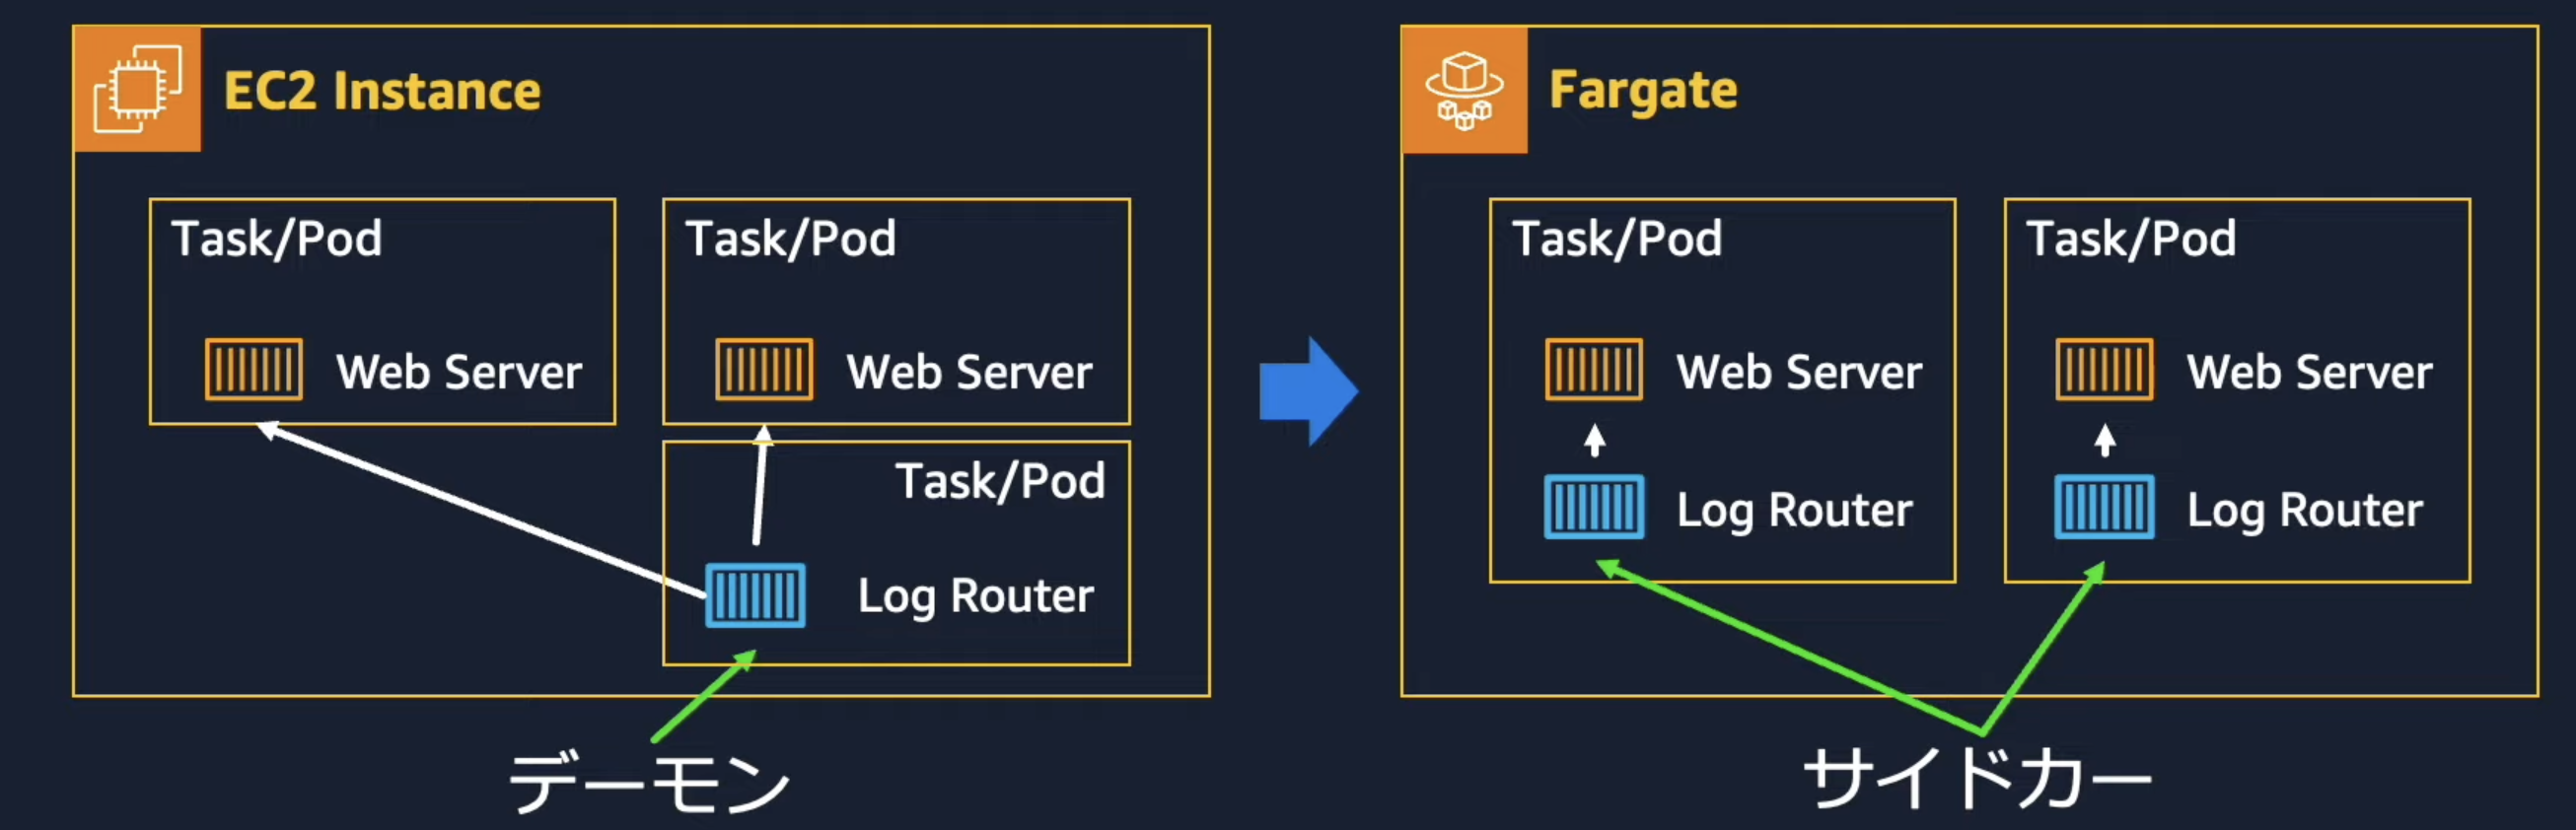 EC2 Instance
Task/Pod
Web Server
Task/Pod
Web Server
Task/Pod
Log Router
デーモン
Fargate
Task/Pod
Web Server
Log Router
Task/Pod
Web Server
Log Router
サイドカー